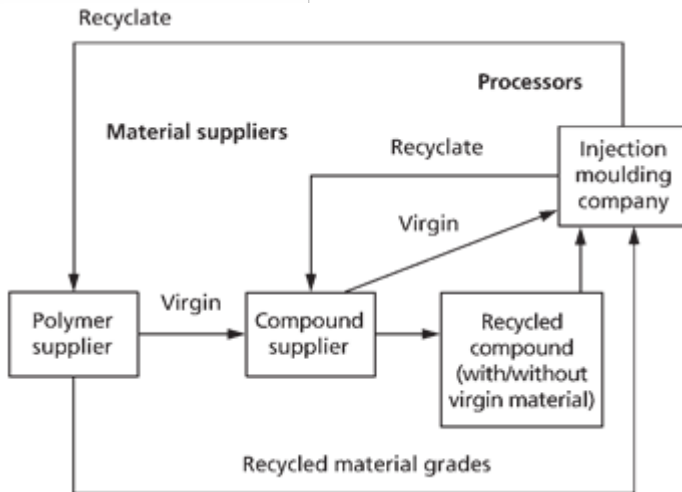 Recyclate
Processors
Material suppliers
Recyclate
Injection
moulding
company
Virgin
Polymer
supplier
Virgin
Compound
supplier
Recycled
compound
(with/without
virgin material)
Recycled material grades